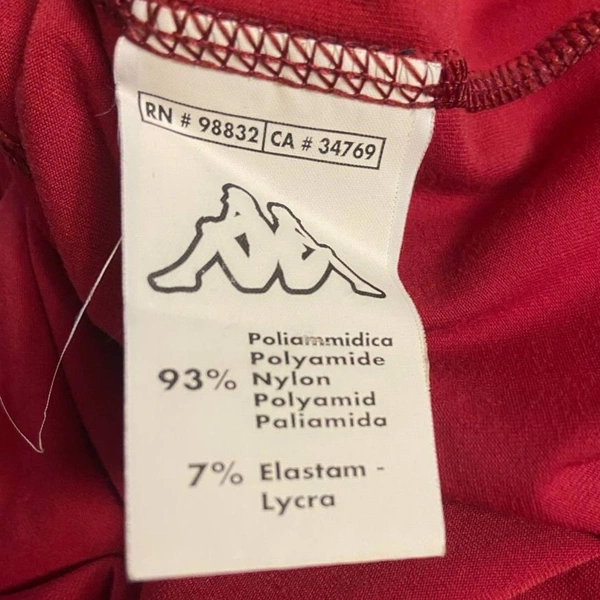 RN # 98832 CA # 34769
Poliammidica
Polyamide
93% Nylon
Polyamid
Paliamida
7% Elastam -
Lycra